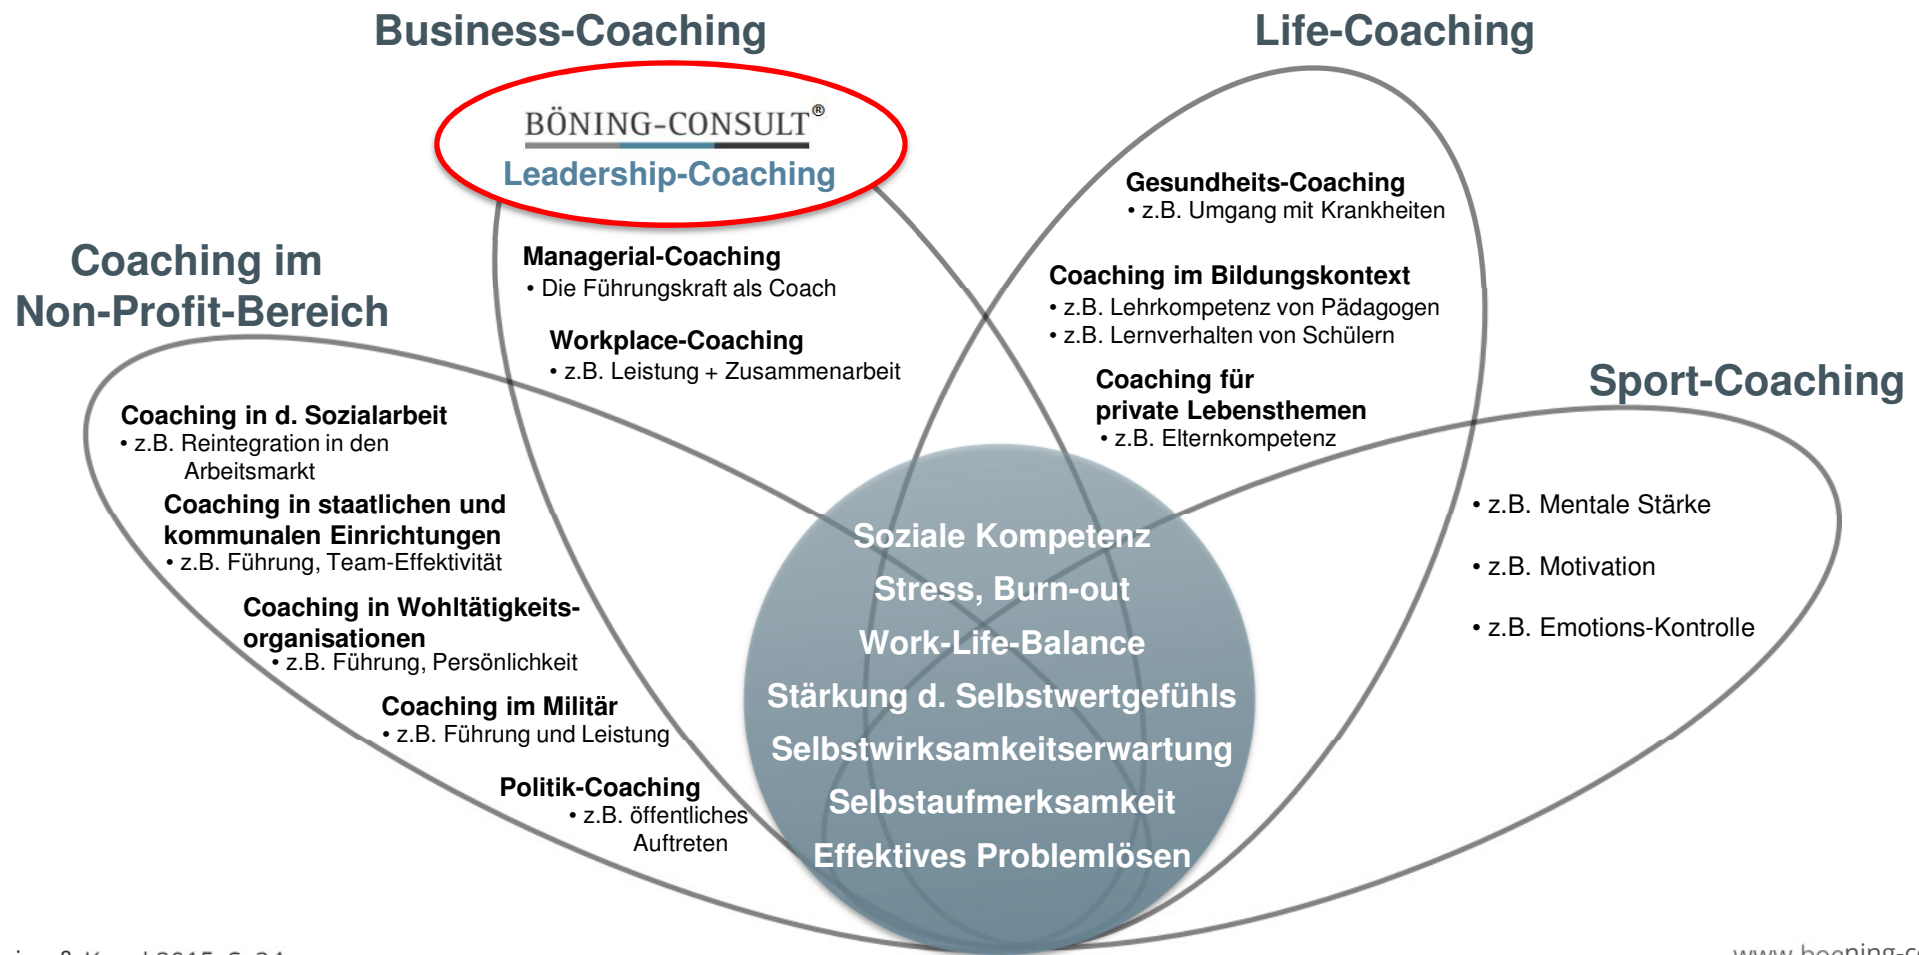 Business-Coaching
BÖNING-CONSULT®
Leadership-Coaching
Managerial-Coaching
• Die Führungskraft als Coach
Workplace-Coaching
• z.B. Leistung + Zusammenarbeit
Life-Coaching
Gesundheits-Coaching
• z.B. Umgang mit Krankheiten
Coaching im Bildungskontext
• z.B. Lehrkompetenz von Pädagogen
• z.B. Lernverhalten von Schülern
Coaching für
private Lebensthemen
• z.B. Elternkompetenz
Coaching im
Non-Profit-Bereich
Coaching in d. Sozialarbeit
• z.B. Reintegration in den
Arbeitsmarkt
Coaching in staatlichen und
kommunalen Einrichtungen
• z.B. Führung, Team-Effektivität
Coaching in Wohltätigkeits-
organisationen
• z.B. Führung, Persönlichkeit
Coaching im Militär
• z.B. Führung und Leistung
Politik-Coaching
• z.B. öffentliches
Auftreten
Sport-Coaching
• z.B. Mentale Stärke
• z.B. Motivation
• z.B. Emotions-Kontrolle
Soziale Kompetenz
Stress, Burn-out
Work-Life-Balance
Stärkung d. Selbstwertgefühls
Selbstwirksamkeitserwartung
Selbstaufmerksamkeit
Effektives Problemlösen